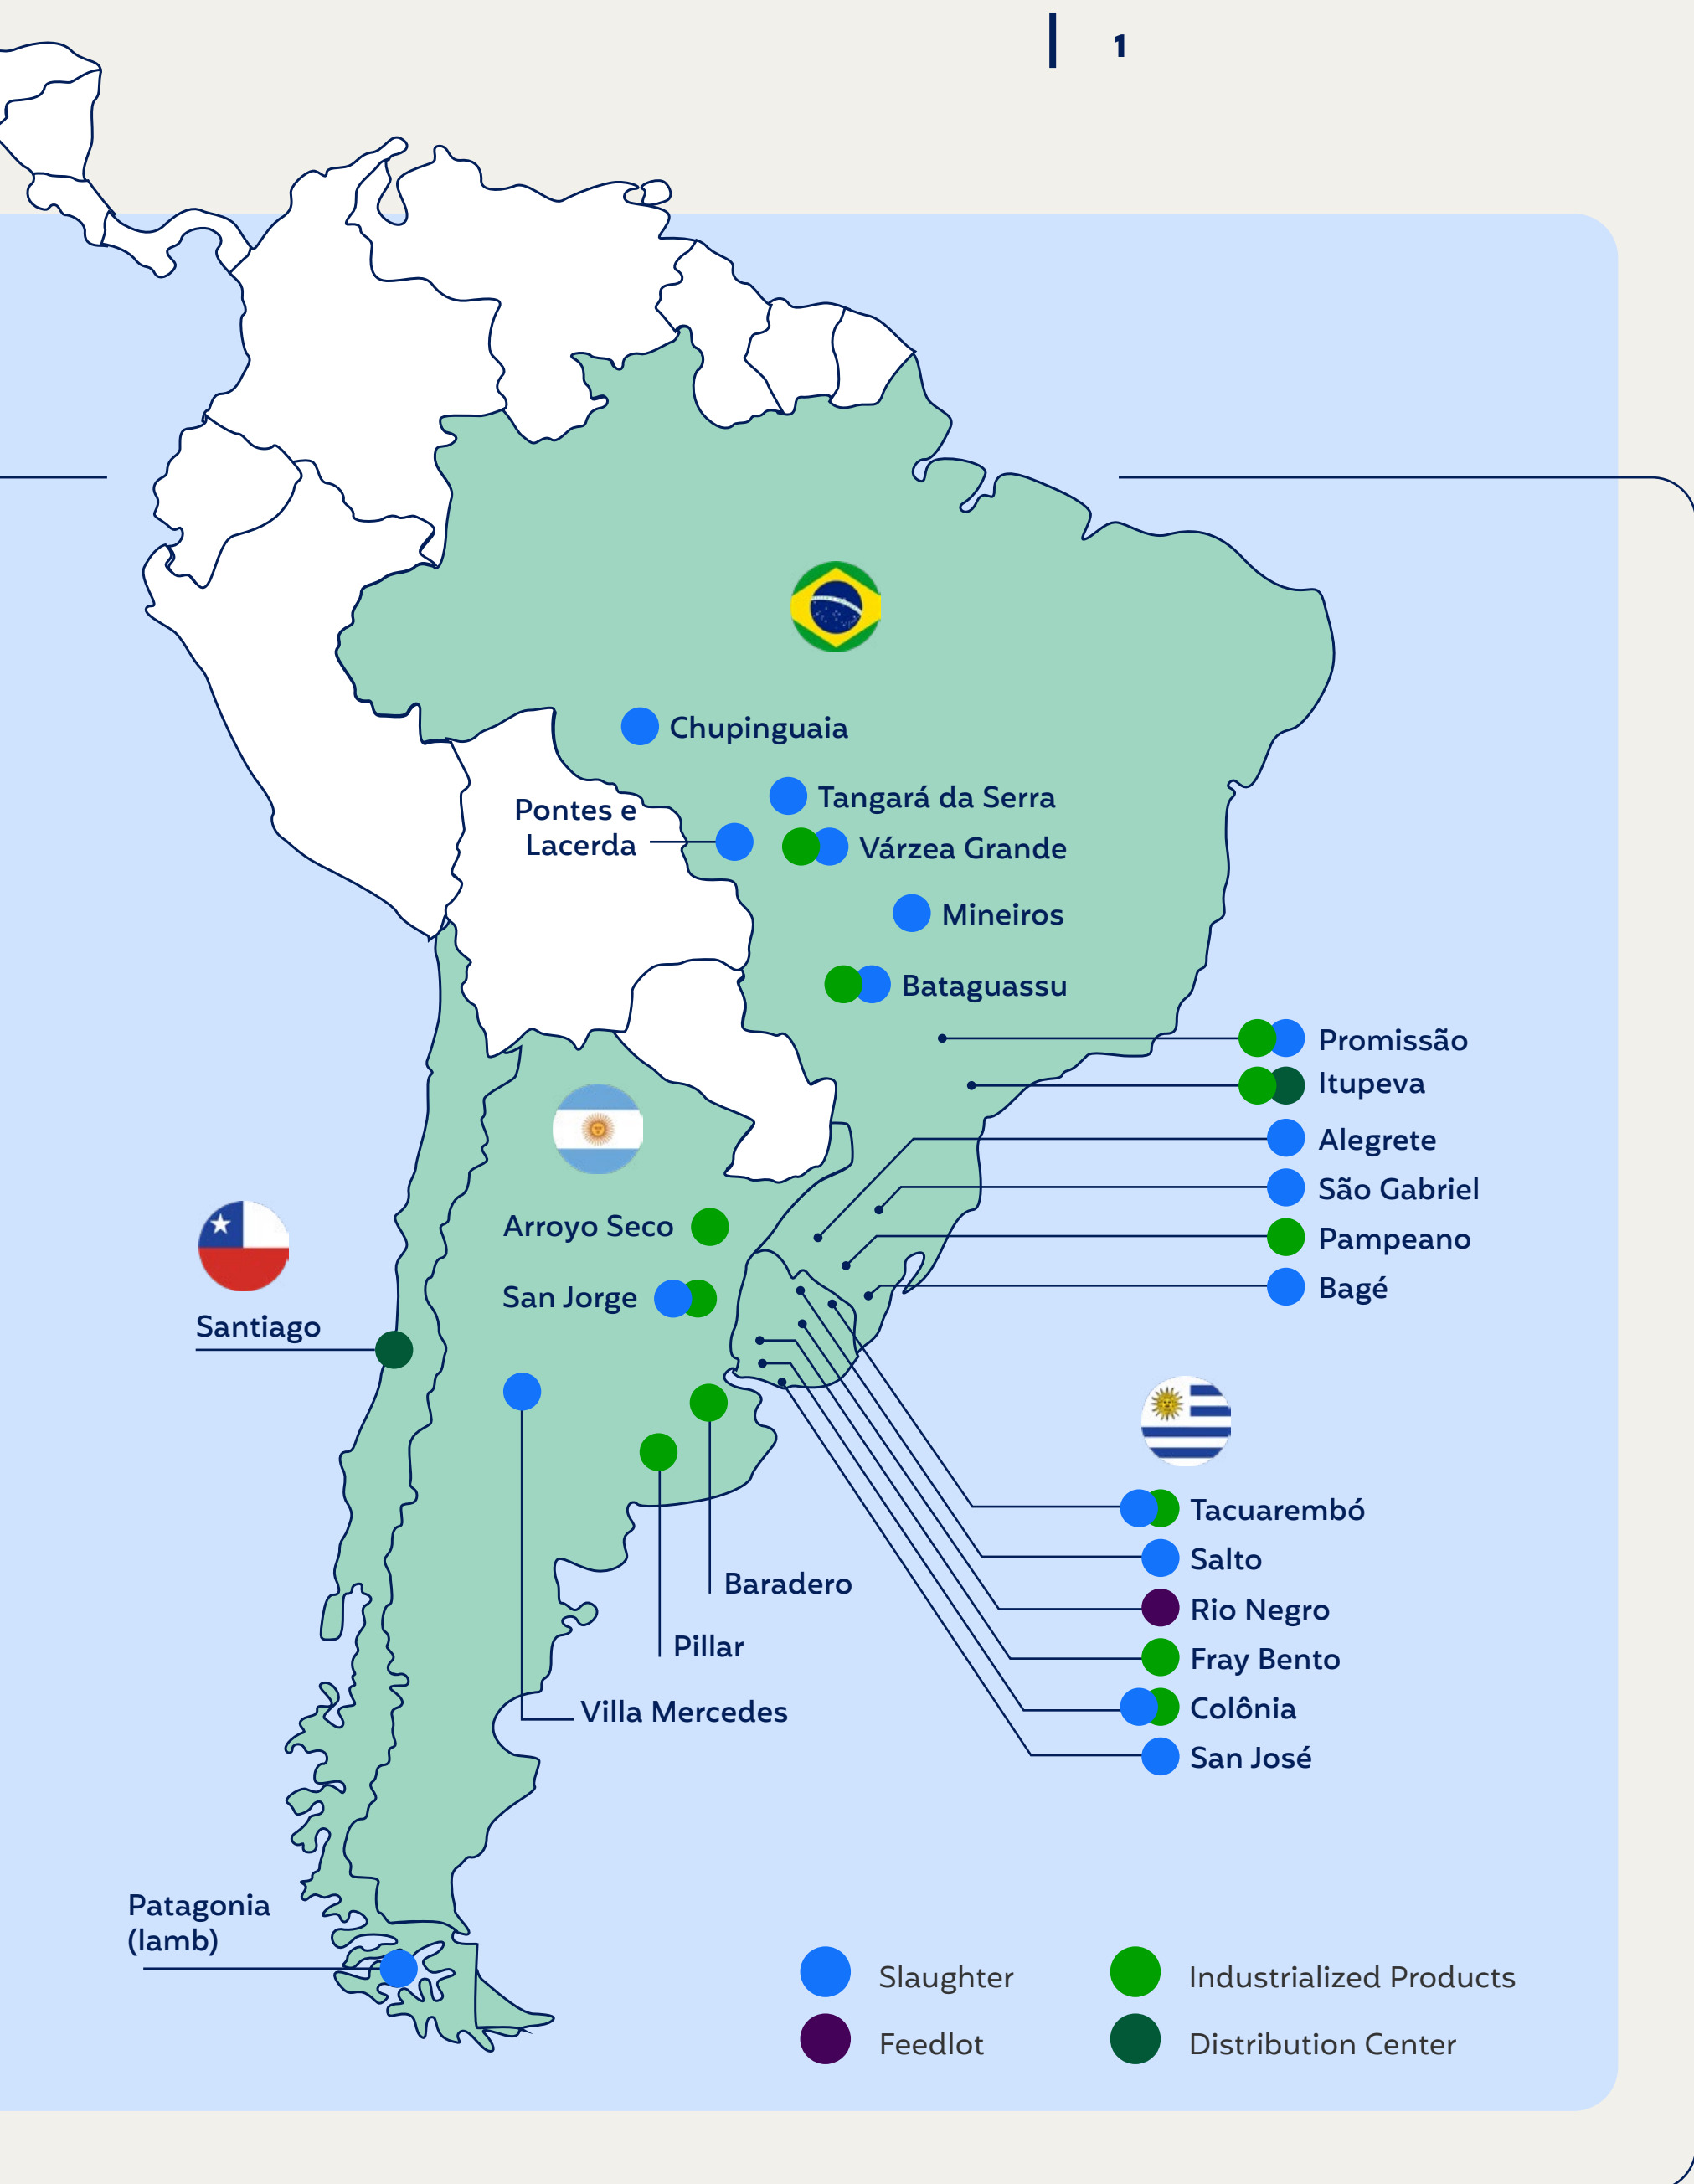 1
Chupinguaia
Tangará da Serra
Pontes e
Lacerda
Várzea Grande
Mineiros
Bataguassu
Promissão
Itupeva
Alegrete
São Gabriel
Pampeano
Bagé
Arroyo Seco
San Jorge
Santiago
Tacuarembó
Salto
Rio Negro
Fray Bento
Colônia
San José
Baradero
Pillar
Villa Mercedes
Patagonia
(lamb)
Slaughter
Industrialized Products
Feedlot
Distribution Center